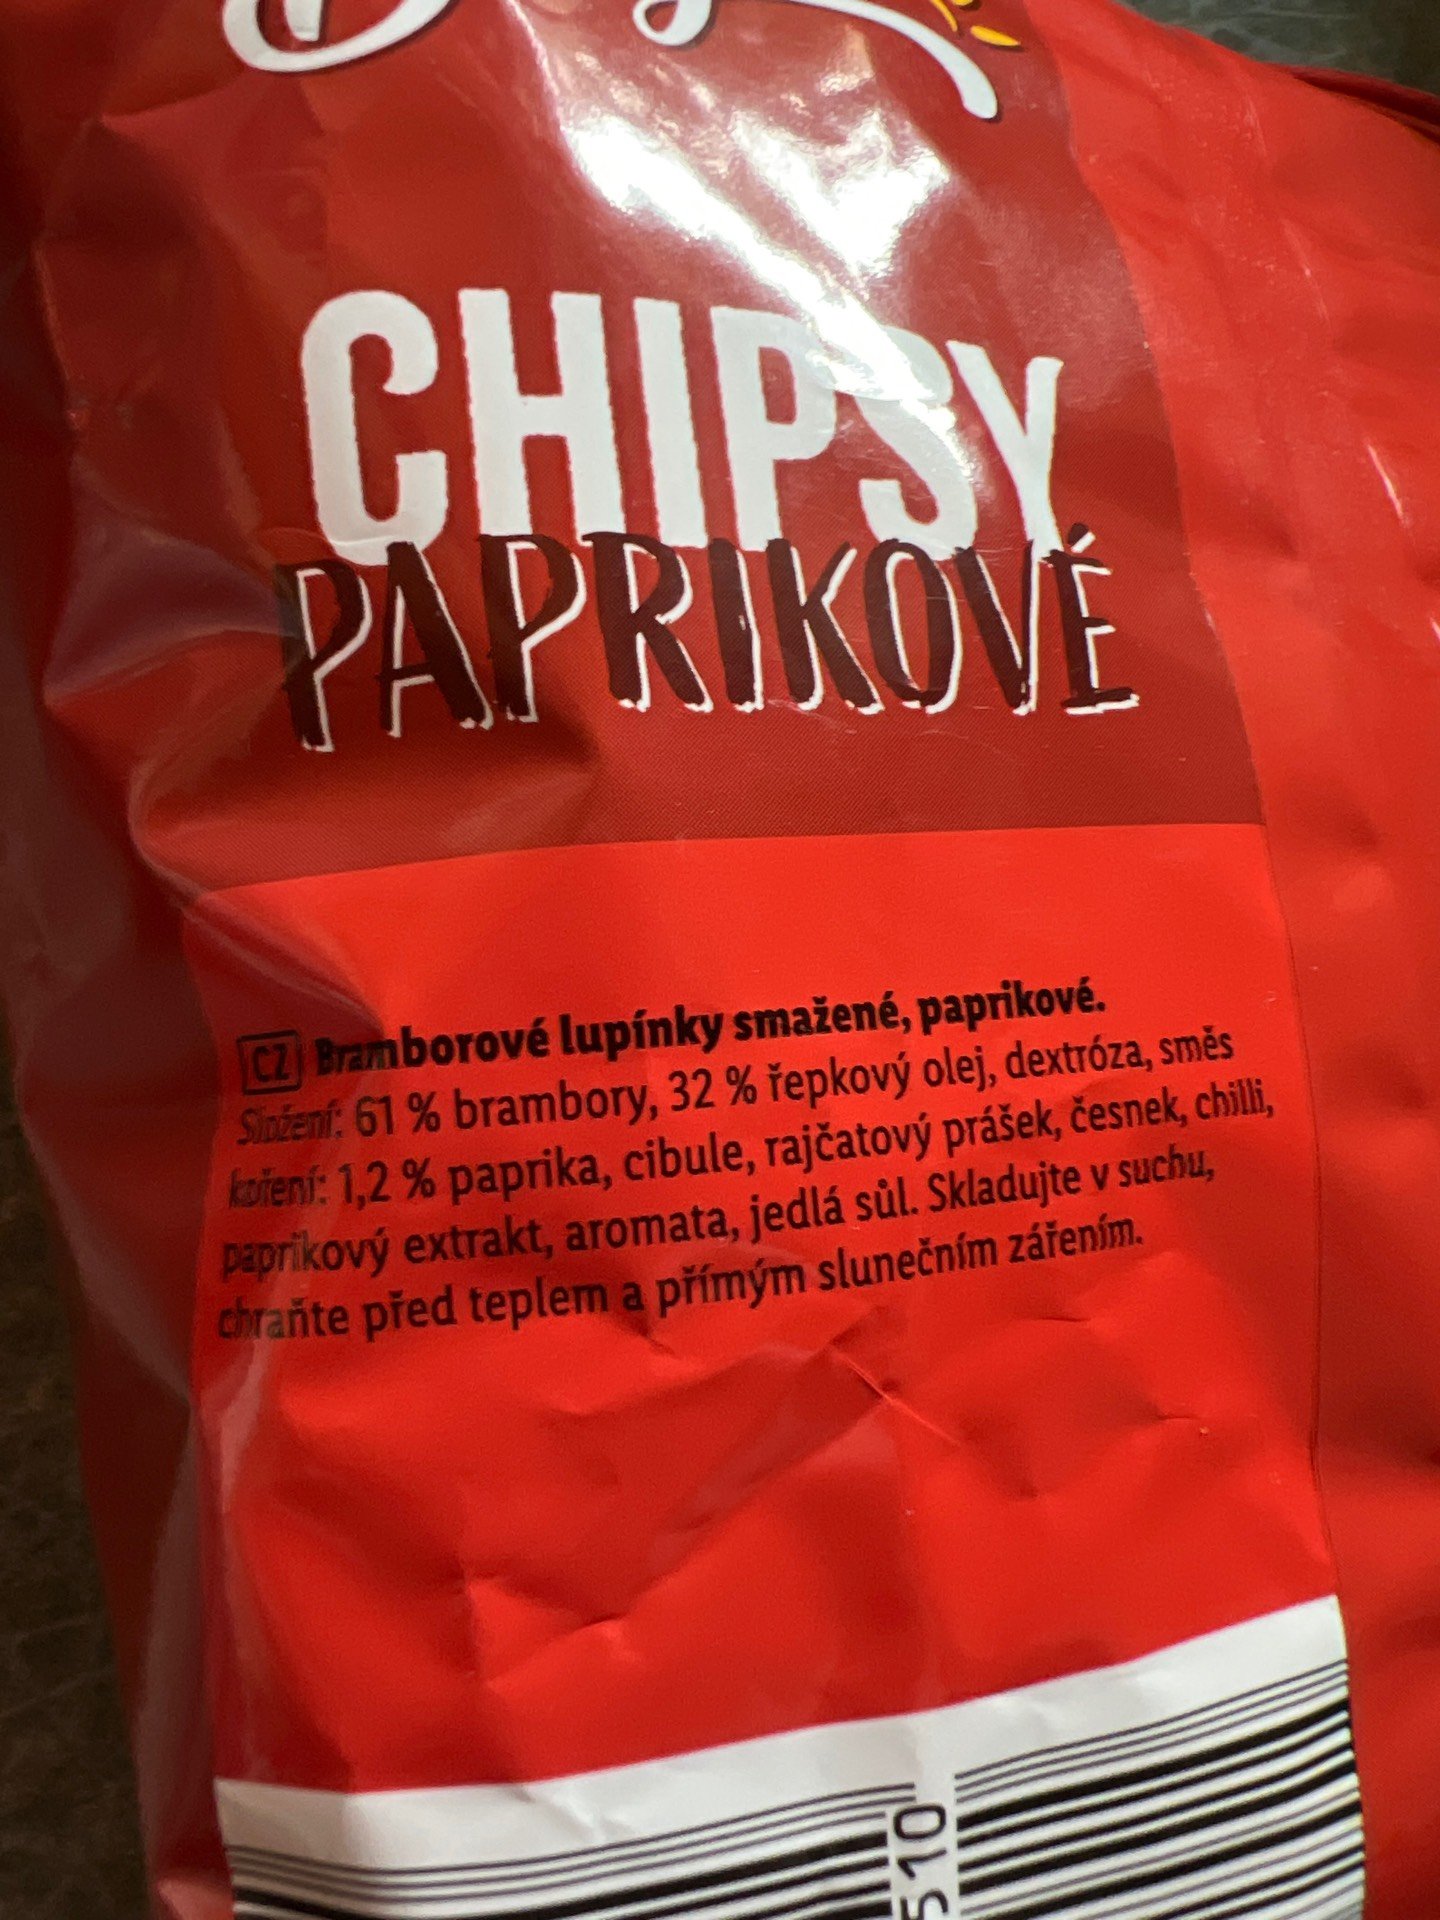 CHIPSY
PAPRIKOVÉ
CZ Bramborové lupínky smažené, paprikové.
Složení: 61 % brambory, 32 % řepkový olej, dextróza, směs
koření: 1,2 % paprika, cibule, rajčatový prášek, česnek, chilli,
paprikový extrakt, aromata, jedlá sůl. Skladujte v suchu,
chraňte před teplem a přímým slunečním zářením.
510